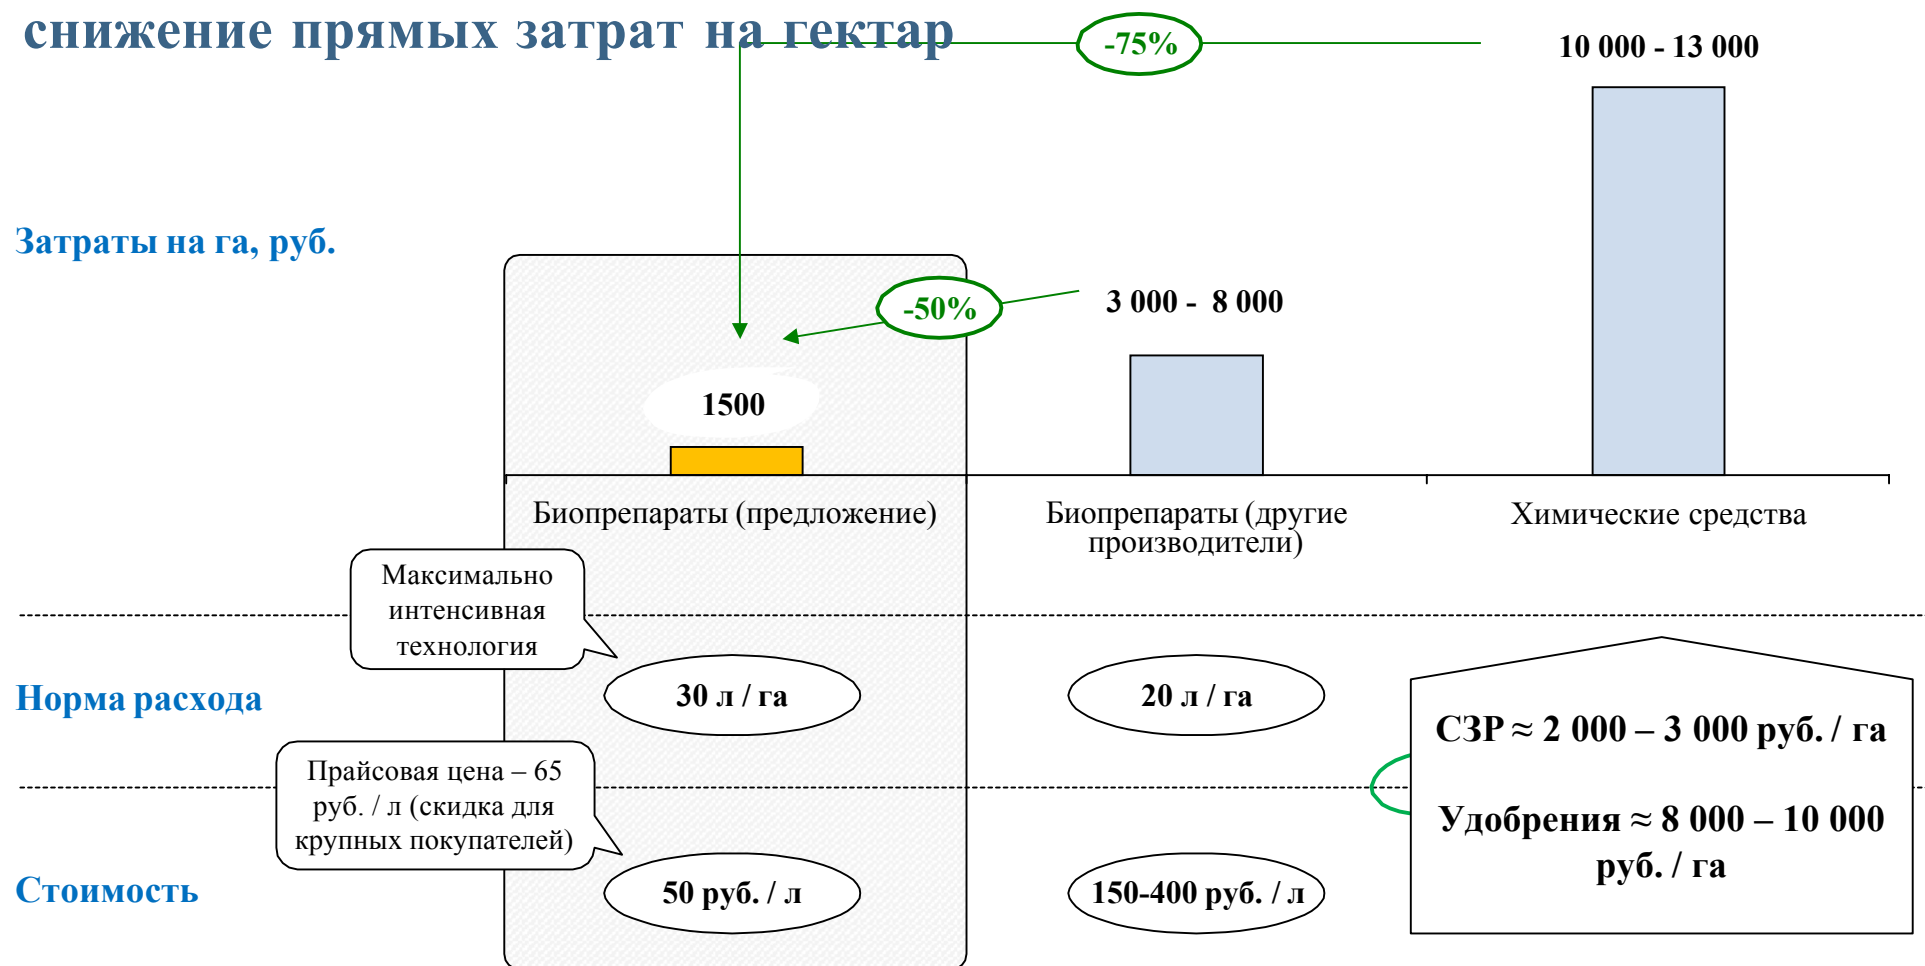 снижение прямых затрат на гектар
-75%
10 000 - 13 000
Затраты на га, руб.
-50%
3 000 - 8 000
1500
Биопрепараты (предложение)
Биопрепараты (другие
производители)
Химические средства
Максимально
интенсивная
технология
Норма расхода
30 л / га
20 л / га
СЗР ≈ 2 000 – 3 000 руб. / га
Удобрения ≈ 8 000 – 10 000
руб. / га
Прайсовая цена – 65
руб. / л (скидка для
крупных покупателей)
Стоимость
50 руб. / л
150-400 руб. / л